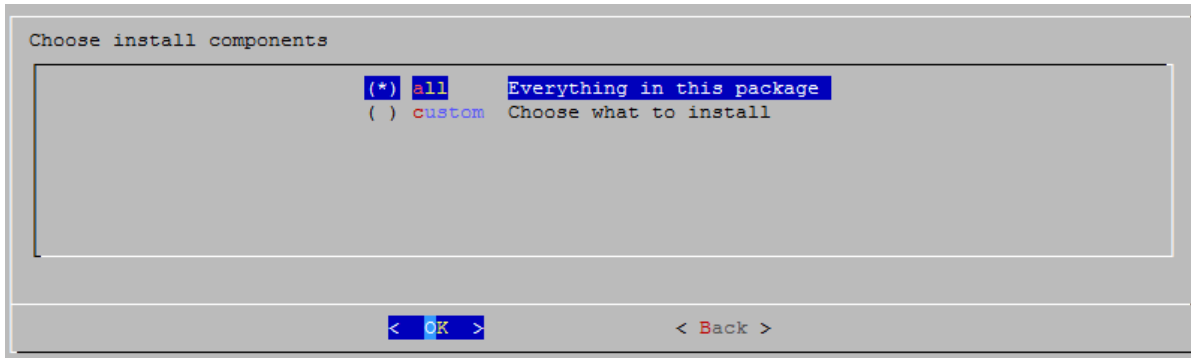 Choose install components
(*) all Everything in this package
( ) custom Choose what to install
< OK > < Back >